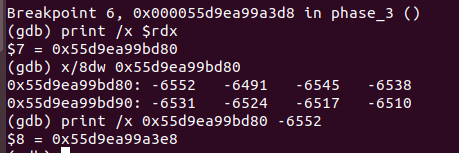 Breakpoint 6, 0x000055d9ea99a3d8 in phase_3 ()
(gdb) print /x $rdx
$7 = 0x55d9ea99bd80
(gdb) x/8dw 0x55d9ea99bd80
0x55d9ea99bd80: -6552 -6491 -6545 -6538
0x55d9ea99bd90: -6531 -6524 -6517 -6510
(gdb) print /x 0x55d9ea99bd80 -6552
$8 = 0x55d9ea99a3e8